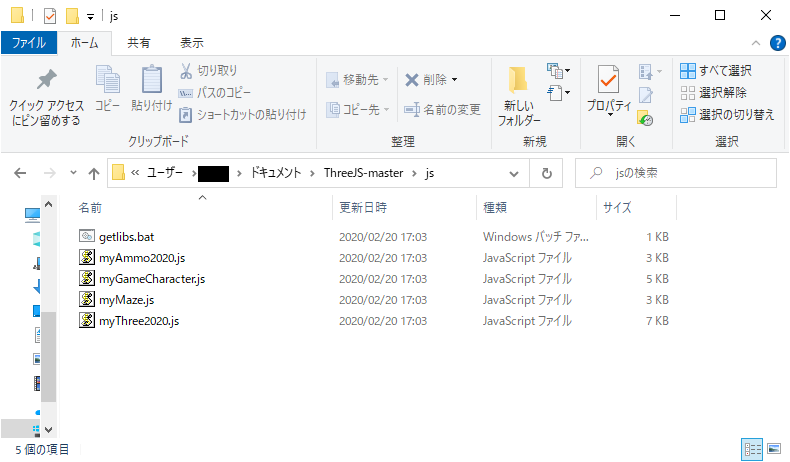 js
ファイル ホーム 共有 表示
クイック アクセスにピン留めする
コピー
貼り付け
切り取り
パスのコピー
ショートカットの貼り付け
クリップボード
移動先
コピー先
削除
名前の変更
整理
新しいフォルダー
新規
プロパティ
開く
すべて選択
選択解除
選択の切り替え
選択
« ユーザー › › ドキュメント › ThreeJS-master › js
jsの検索
名前 更新日時 種類 サイズ
getlibs.bat 2020/02/20 17:03 Windows バッチ ファ... 1 KB
myAmmo2020.js 2020/02/20 17:03 JavaScript ファイル 3 KB
myGameCharacter.js 2020/02/20 17:03 JavaScript ファイル 5 KB
myMaze.js 2020/02/20 17:03 JavaScript ファイル 3 KB
myThree2020.js 2020/02/20 17:03 JavaScript ファイル 7 KB
5 個の項目